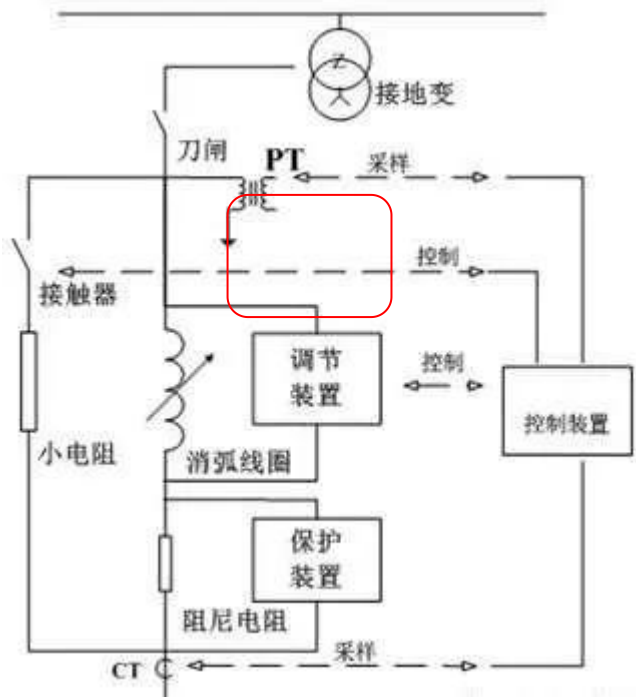 Z
接地变
刀闸
PT
采样
控制
接触器
调节
装置
控制
控制装置
小电阻
消弧线圈
保护
装置
阻尼电阻
采样
CT